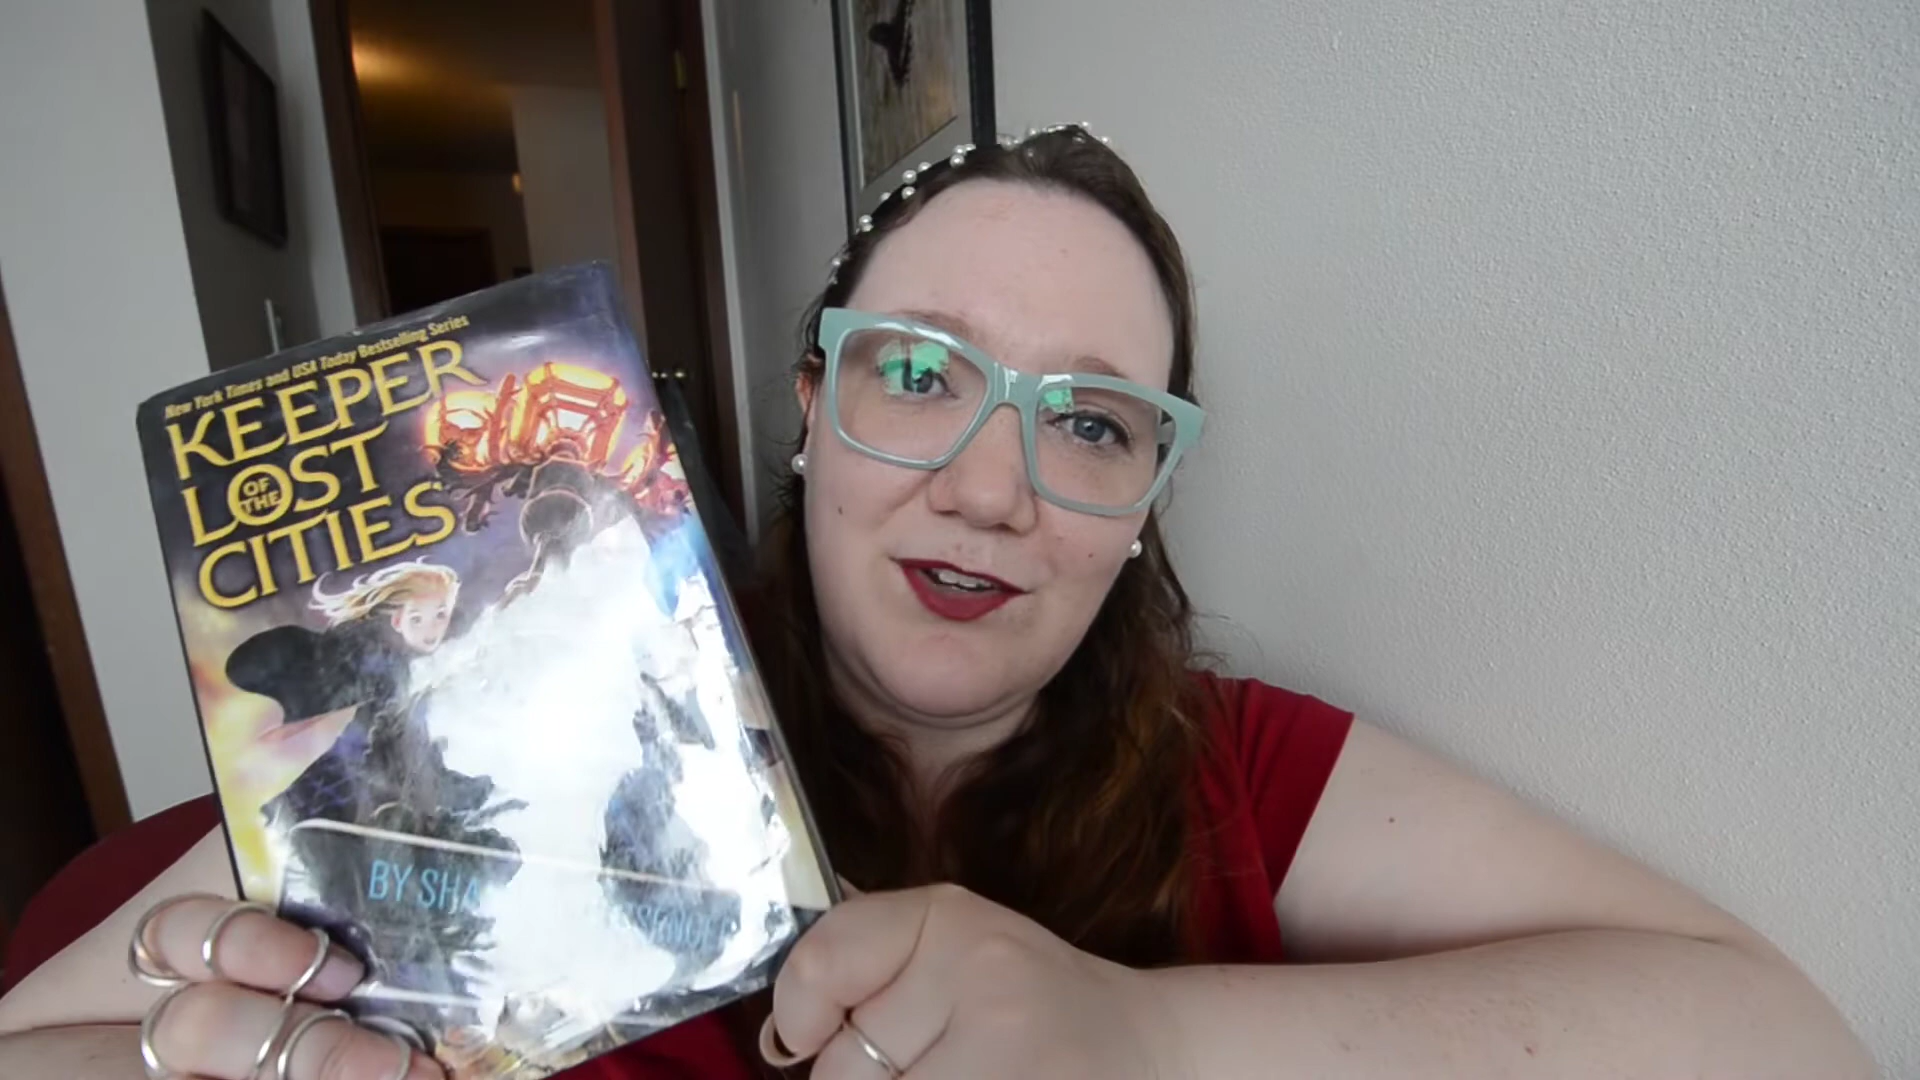 New York Times and USA Today Bestselling Series
KEEPER
OF THE
LOST
CITIES
BY SHA